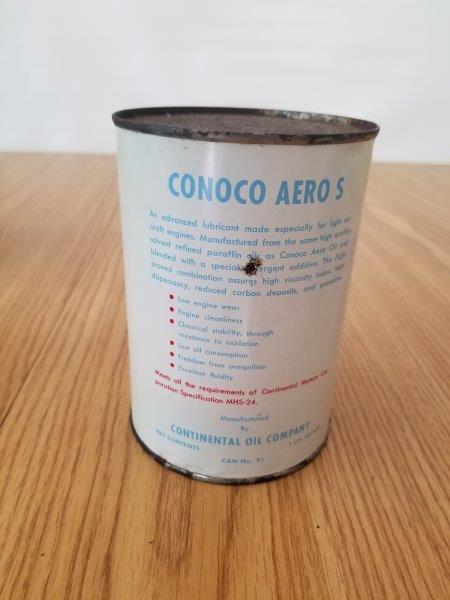 CONOCO AERO S
An advanced lubricant made especially for light air-
craft engines. Manufactured from the same high quality,
solvent refined paraffin as Conoco Aero Oil and
blended with a special detergent additive. This flight
proved combination assures high viscosity index, high
dispersancy, reduced carbon deposits, and promotes
• Low engine wear
• Engine cleanliness
• Chemical stability, through
resistance to oxidation
• Low oil consumption
• Freedom from preignition
• Excellent fluidity
Meets all the requirements of Continental Motors Cor-
poration Specification MHS-24.
Manufactured
By
CONTINENTAL OIL COMPANY
NET CONTENTS 1 U.S. QUART
CAN No. 31